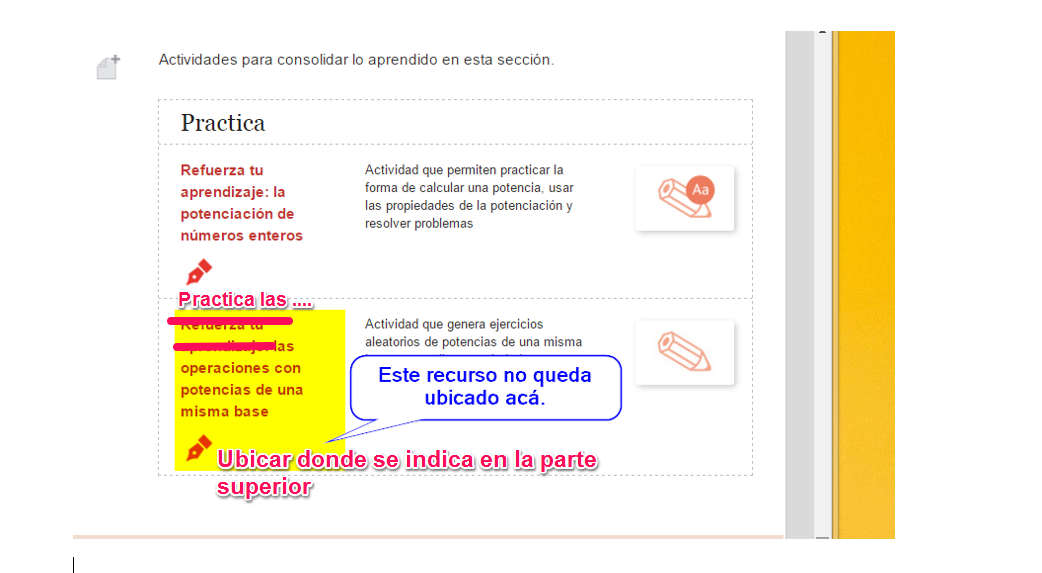 Actividades para consolidar lo aprendido en esta sección.
Practica
Refuerza tu
aprendizaje: la
potenciación de
números enteros
Actividad que permiten practicar la
forma de calcular una potencia, usar
las propiedades de la potenciación y
resolver problemas
Aa
Practica las ....
Refuerza tu
las
operaciones con
potencias de una
misma base
Actividad que genera ejercicios
aleatorios de potencias de una misma
Este recurso no queda
ubicado acá.
Ubicar donde se indica en la parte
superior